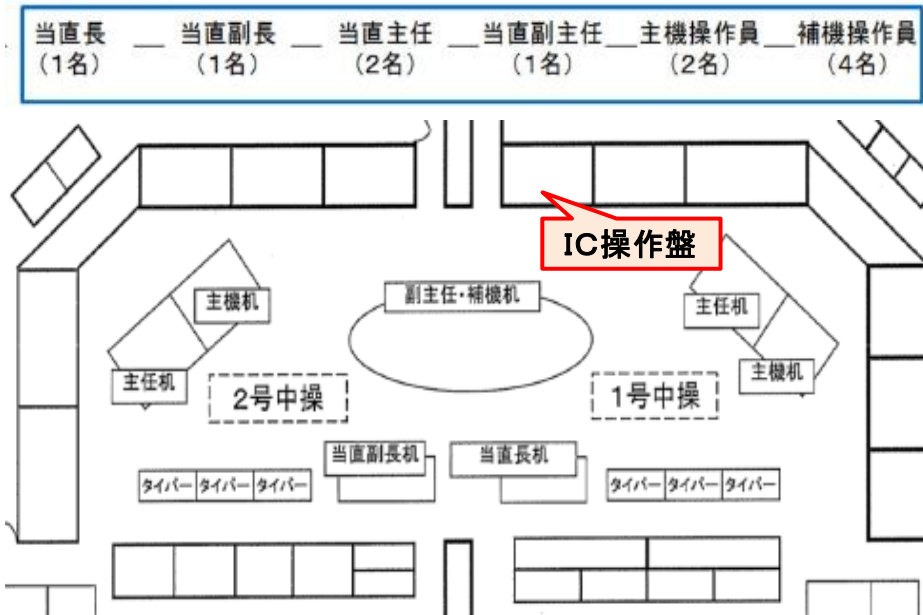 当直長 ― 当直副長 ― 当直主任 ― 当直副主任 ― 主機操作員 ― 補機操作員
(1名) (1名) (2名) (1名) (2名) (4名)
IC操作盤
主機机
副主任・補機机
主任机
主任机
主機机
2号中操
1号中操
当直副長机
当直長机
タイパー タイパー タイパー
タイパー タイパー タイパー